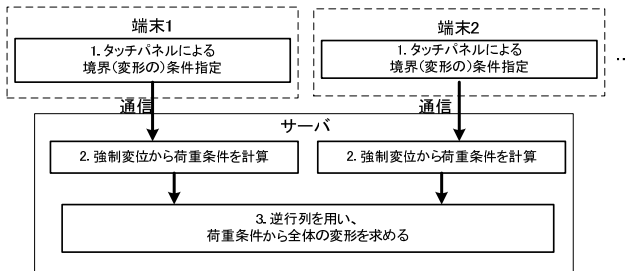 端末1
1. タッチパネルによる
境界(変形の)条件指定
通信
端末2
1. タッチパネルによる
境界(変形の)条件指定
通信
..
サーバ
2. 強制変位から荷重条件を計算
2. 強制変位から荷重条件を計算
3. 逆行列を用い、
荷重条件から全体の変形を求める